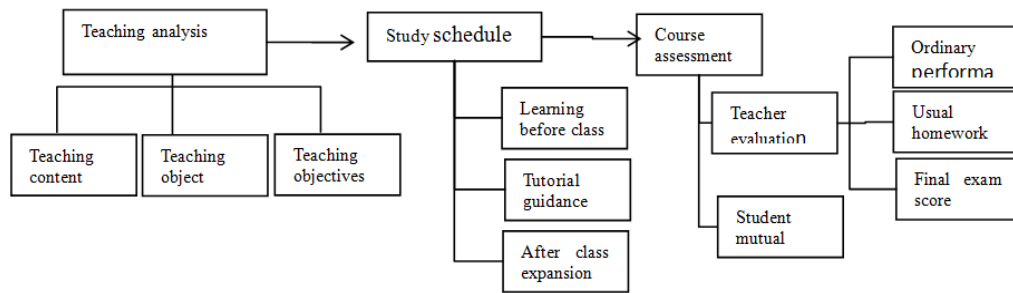 Teaching analysis
Teaching
content
Teaching
object
Teaching
objectives
Study schedule
Learning
before class
Tutorial
guidance
After class
expansion
Course
assessment
Teacher
evaluation
Student
mutual
Ordinary
performa
Usual
homework
Final exam
score